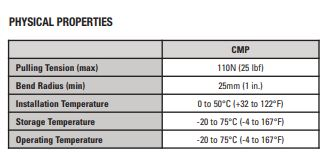 PHYSICAL PROPERTIES
CMP
Pulling Tension (max) 110N (25 lbf)
Bend Radius (min) 25mm (1 in.)
Installation Temperature 0 to 50°C (+32 to 122°F)
Storage Temperature -20 to 75°C (-4 to 167°F)
Operating Temperature -20 to 75°C (-4 to 167°F)